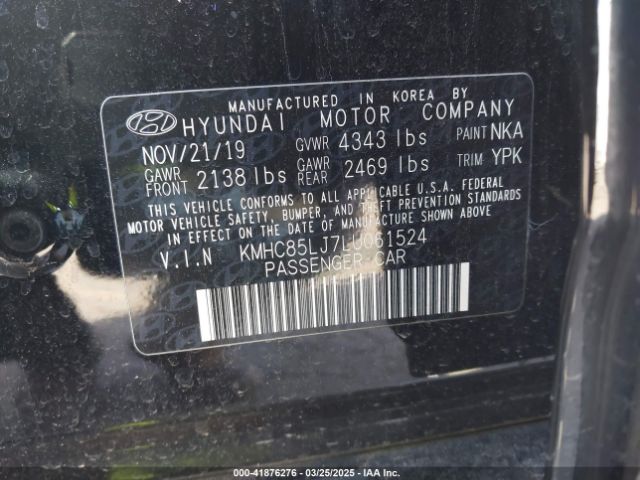 MANUFACTURED IN KOREA BY
HYUNDAI MOTOR COMPANY
NOV/21/19 GVWR 4343 lbs PAINT NKA
GAWR FRONT 2138 lbs GAWR REAR 2469 lbs TRIM YPK
THIS VEHICLE CONFORMS TO ALL APPLICABLE U.S.A. FEDERAL
MOTOR VEHICLE SAFETY, BUMPER, AND THEFT PREVENTION STANDARDS
IN EFFECT ON THE DATE OF MANUFACTURE SHOWN ABOVE.
V.I.N KMHC85LJ7LU061524
PASSENGER CAR
00-41876276 - 03/25/2025 - IAA Inc.